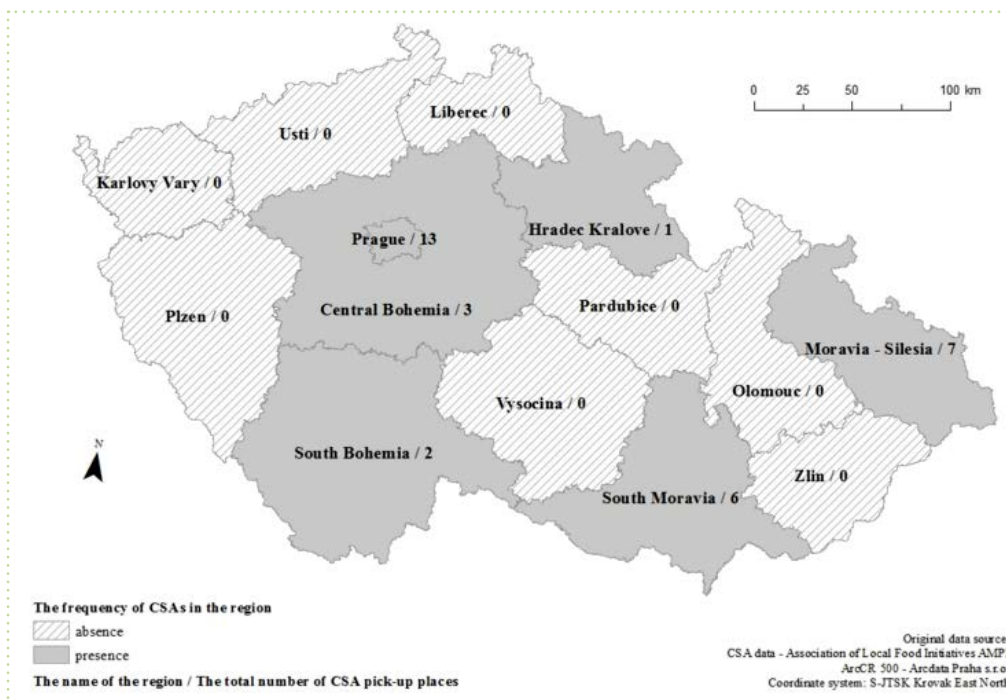 0 25 50 100 km
Liberec / 0
Usti / 0
Karlovy Vary / 0
Hradec Kralove / 1
Prague / 13
Pardubice / 0
Central Bohemia / 3
Plzen / 0
Moravia - Silesia / 7
Olomouc / 0
Vysocina / 0
N
South Bohemia / 2
Zlin / 0
South Moravia / 6
The frequency of CSAs in the region
absence
presence
The name of the region / The total number of CSA pick-up places
Original data source
CSA data - Association of Local Food Initiatives AMPI
ArcCR 500 - Arcdata Praha s.r.o
Coordinate system: S-JTSK Krovak East North